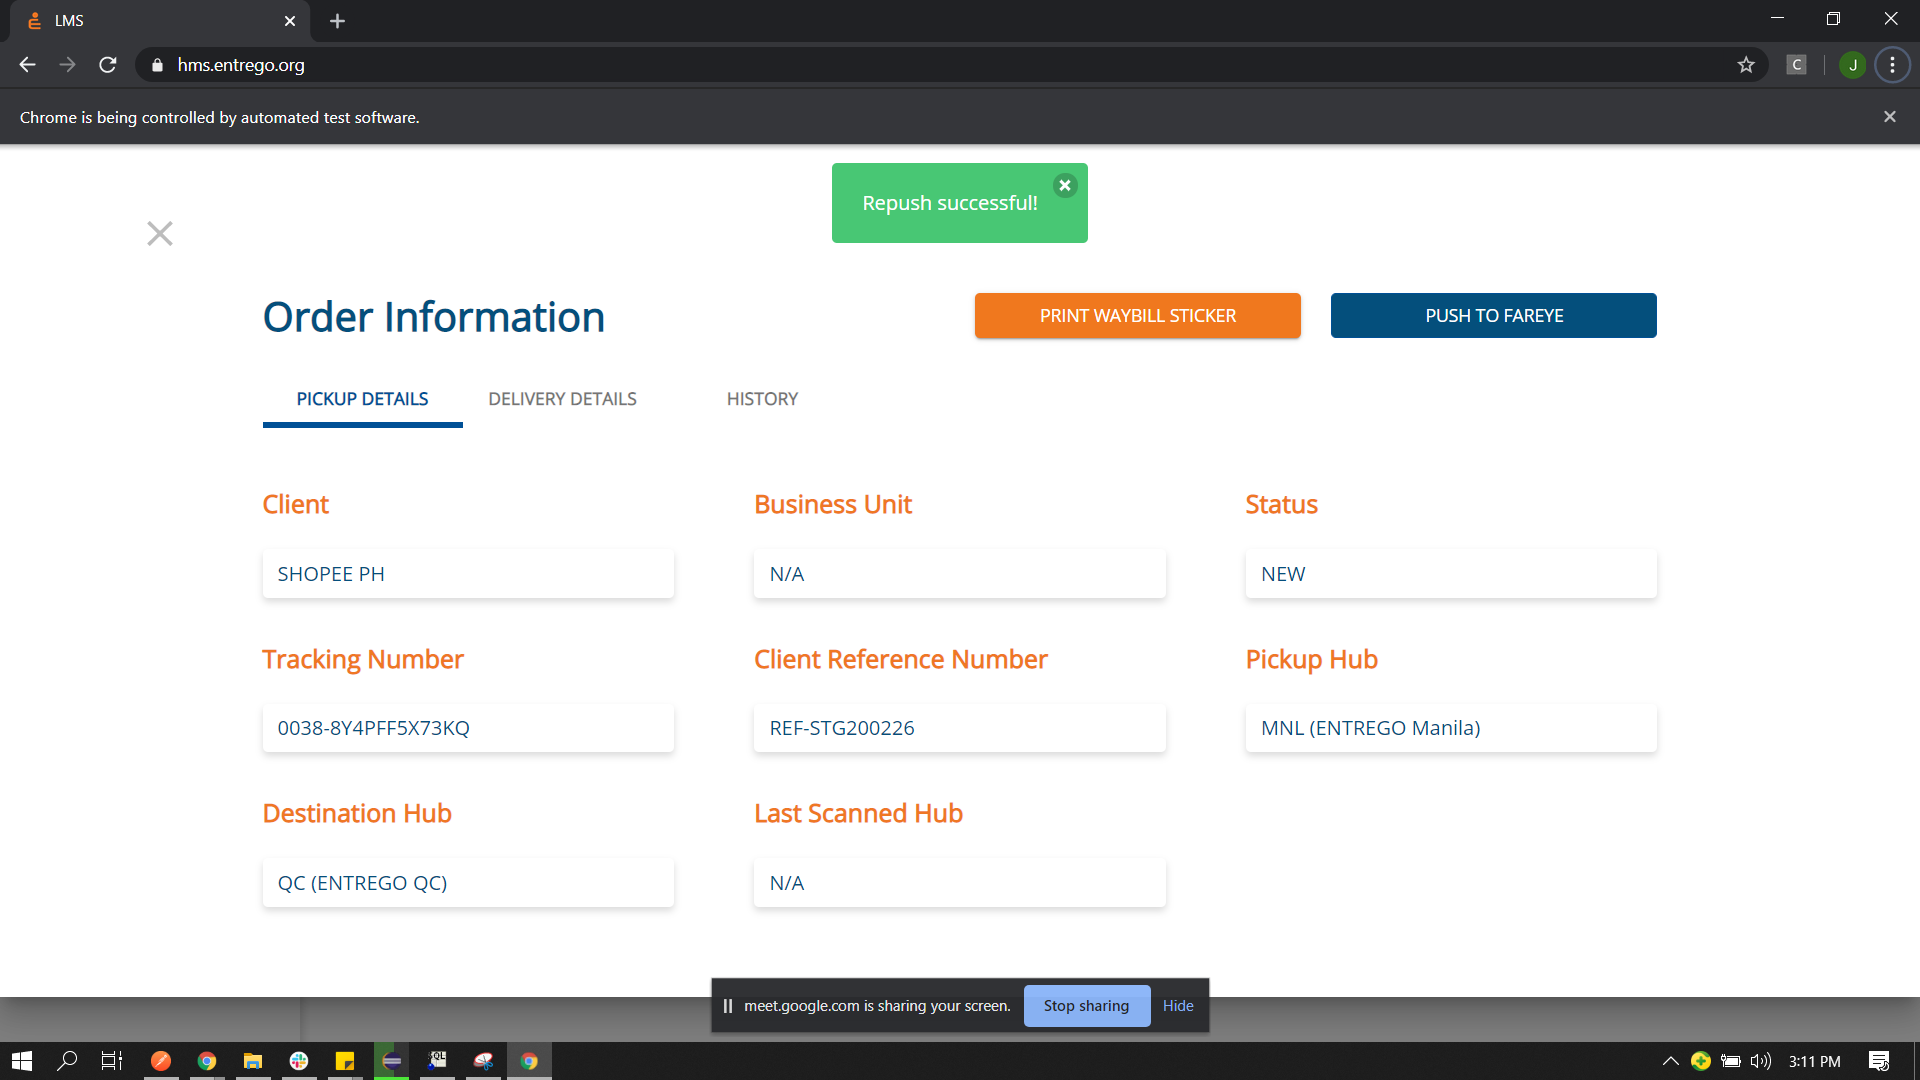 LMS
hms.entrego.org
C
J
Chrome is being controlled by automated test software.
Repush successful!
Order Information
PRINT WAYBILL STICKER
PUSH TO FAREYE
PICKUP DETAILS
DELIVERY DETAILS
HISTORY
Client
Business Unit
Status
SHOPEE PH
N/A
NEW
Tracking Number
Client Reference Number
Pickup Hub
0038-8Y4PFF5X73KQ
REF-STG200226
MNL (ENTREGO Manila)
Destination Hub
Last Scanned Hub
QC (ENTREGO QC)
N/A
meet.google.com is sharing your screen.
Stop sharing
Hide
3:11 PM